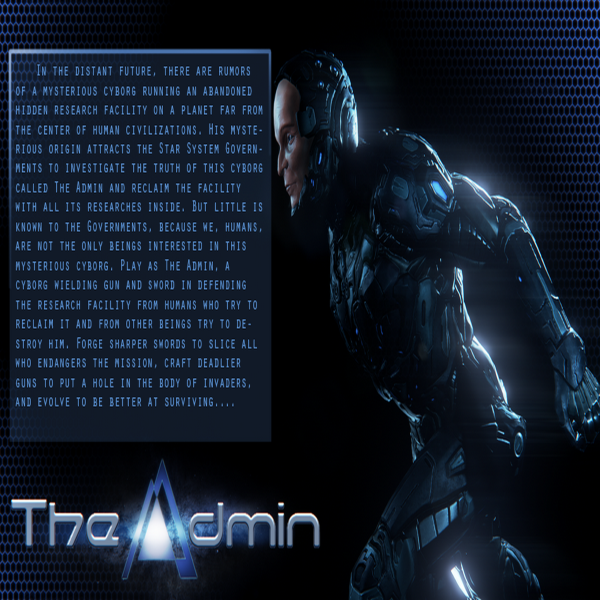 In the distant future, there are rumors
of a mysterious cyborg running an abandoned
hidden research facility on a planet far from
the center of human civilizations. His myste-
rious origin attracts the Star System Govern-
ments to investigate the truth of this cyborg
called The Admin and reclaim the facility
with all its researches inside. But little is
known to the Governments, because we, humans,
are not the only beings interested in this
mysterious cyborg. Play as The Admin, a
cyborg wielding gun and sword in defending
the research facility from humans who try to
reclaim it and from other beings try to de-
stroy him. Forge sharper swords to slice all
who endangers the mission, craft deadlier
guns to put a hole in the body of invaders,
and evolve to be better at surviving....
The Admin